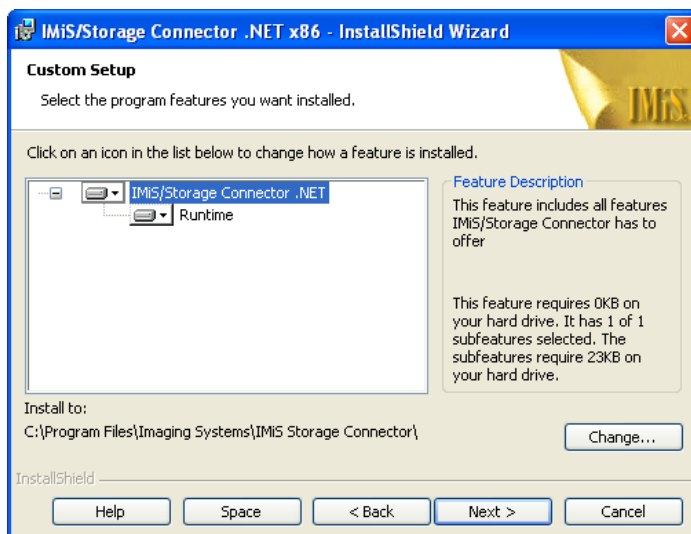 IMiS/Storage Connector .NET x86 - InstallShield Wizard
Custom Setup
Select the program features you want installed.
IMiS
Click on an icon in the list below to change how a feature is installed.
IMiS/Storage Connector .NET
Runtime
Feature Description
This feature includes all features
IMiS/Storage Connector has to
offer
This feature requires 0KB on
your hard drive. It has 1 of 1
subfeatures selected. The
subfeatures require 23KB on
your hard drive.
Install to:
C:\Program Files\Imaging Systems\IMiS Storage Connector\
Change...
InstallShield
Help
Space
< Back
Next >
Cancel